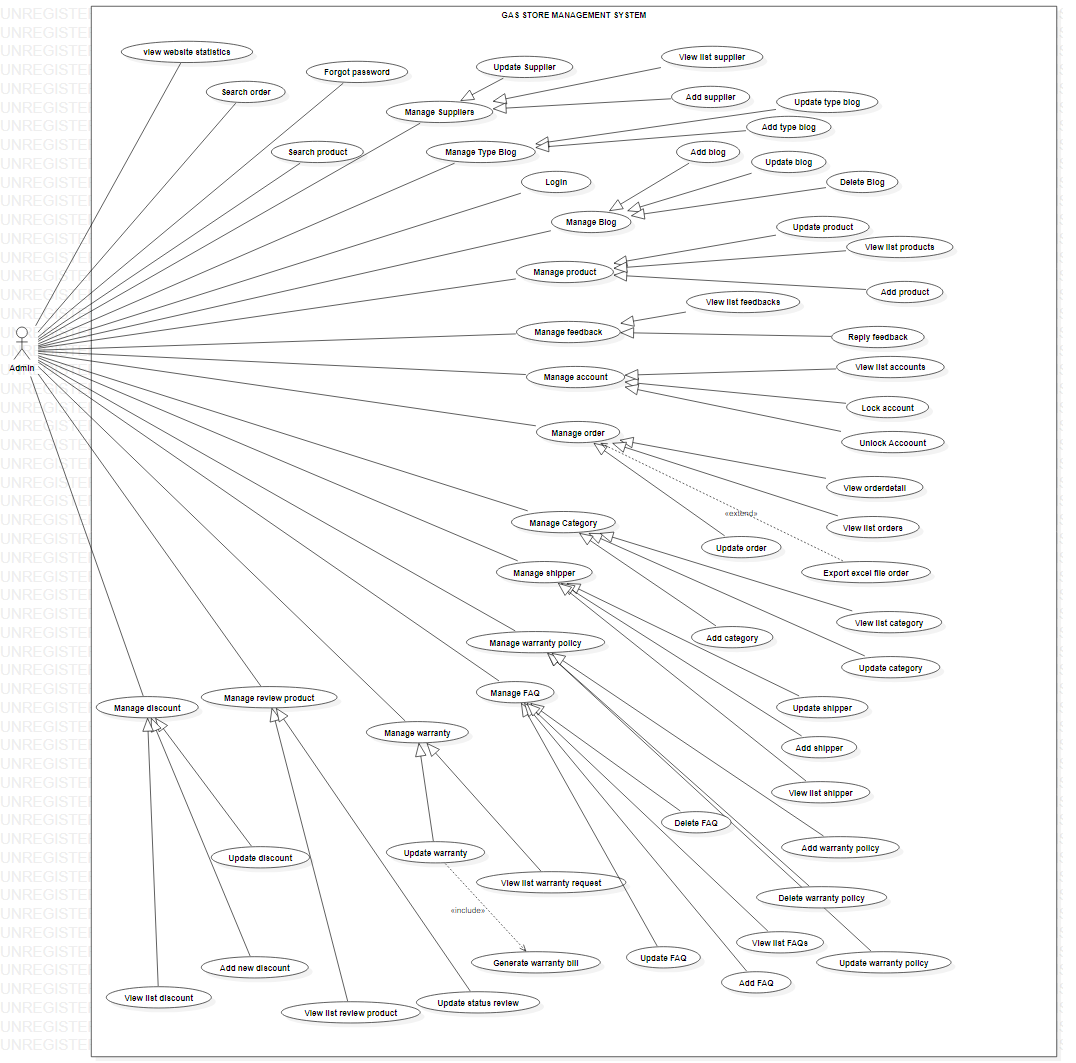 GAS STORE MANAGEMENT SYSTEM
view website statistics
View list supplier
Update Supplier
Forgot password
Search order
Add supplier
Update type blog
Manage Suppliers
Add type blog
Search product
Manage Type Blog
Add blog
Update blog
Login
Delete Blog
Manage Blog
Update product
View list products
Manage product
Add product
View list feedbacks
Manage feedback
Reply feedback
Admin
View list accounts
Manage account
Lock account
Manage order
Unlock Accoount
View orderdetail
«extend»
Manage Category
View list orders
Update order
Manage shipper
Export excel file order
View list category
Add category
Manage warranty policy
Update category
Manage FAQ
Manage review product
Manage discount
Update shipper
Manage warranty
Add shipper
View list shipper
Delete FAQ
Add warranty policy
Update warranty
Update discount
View list warranty request
Delete warranty policy
«include»
View list FAQs
Update FAQ
Generate warranty bill
Update warranty policy
Add new discount
Add FAQ
View list discount
Update status review
View list review product
UNREGISTERED